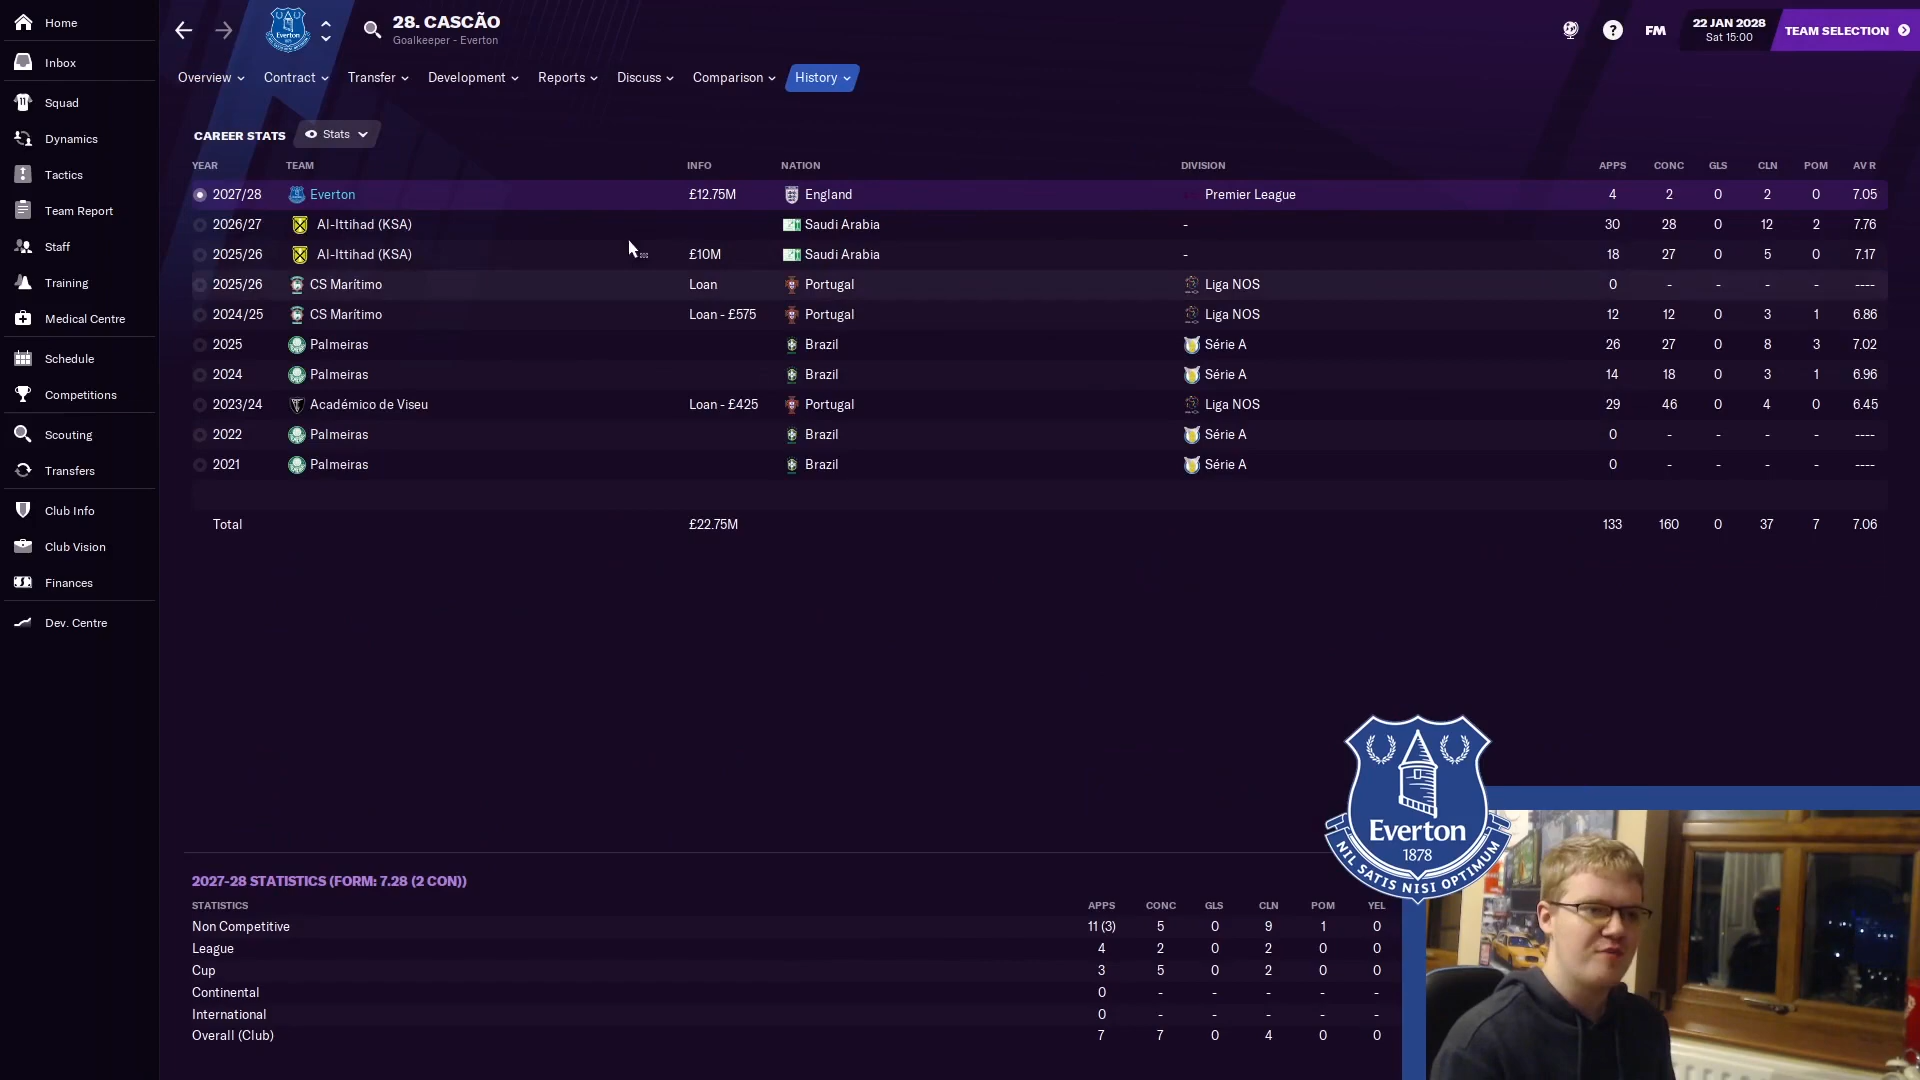 Home
Inbox
Squad
Dynamics
Tactics
Team Report
Staff
Training
Medical Centre
Schedule
Competitions
Scouting
Transfers
Club Info
Club Vision
Finances
Dev. Centre
Everton
28. CASCÃO
Goalkeeper - Everton
?
FM
22 JAN 2028
Sat 15:00
TEAM SELECTION
Overview Contract Transfer Development Reports Discuss Comparison History
CAREER STATS Stats
YEAR TEAM INFO NATION DIVISION APPS CONC GLS CLN POM AV R
2027/28 Everton £12.75M England Premier League 4 2 0 2 0 7.05
2026/27 Al-Ittihad (KSA) Saudi Arabia - 30 28 0 12 2 7.76
2025/26 Al-Ittihad (KSA) £10M Saudi Arabia - 18 27 0 5 0 7.17
2025/26 CS Marítimo Loan Portugal Liga NOS 0 - - - - ----
2024/25 CS Marítimo Loan - £575 Portugal Liga NOS 12 12 0 3 1 6.86
2025 Palmeiras Brazil Série A 26 27 0 8 3 7.02
2024 Palmeiras Brazil Série A 14 18 0 3 1 6.96
2023/24 Académico de Viseu Loan - £425 Portugal Liga NOS 29 46 0 4 0 6.45
2022 Palmeiras Brazil Série A 0 - - - - ----
2021 Palmeiras Brazil Série A 0 - - - - ----
Total £22.75M 133 160 0 37 7 7.06
2027-28 STATISTICS (FORM: 7.28 (2 CON))
STATISTICS APPS CONC GLS CLN POM YEL
Non Competitive 11 (3) 5 0 9 1 0
League 4 2 0 2 0 0
Cup 3 5 0 2 0 0
Continental 0 - - - - -
International 0 - - - - -
Overall (Club) 7 7 0 4 0 0
Everton
1878
NIL SATIS NISI OPTIMUM